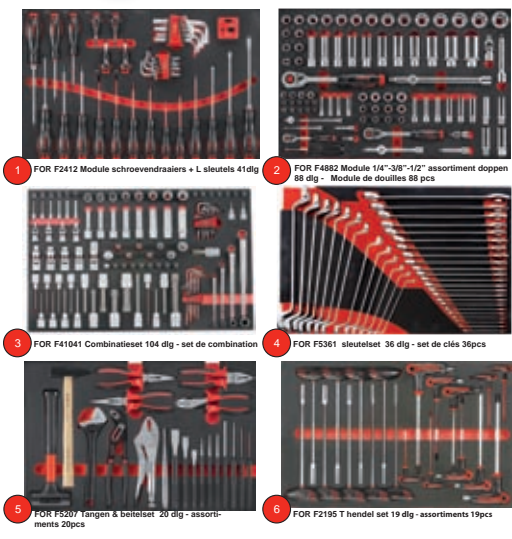 1 FOR F2412 Module schroevendraaiers + L sleutels 41dlg
2 FOR F4882 Module 1/4"-3/8"-1/2" assortiment doppen
88 dlg - Module de douilles 88 pcs
3 FOR F41041 Combinatieset 104 dlg - set de combination
4 FOR F5361 sleutelset 36 dlg - set de clés 36pcs
5 FOR F5207 Tangen & beitelset 20 dlg - assorti-
ments 20pcs
6 FOR F2195 T hendel set 19 dlg - assortiments 19pcs